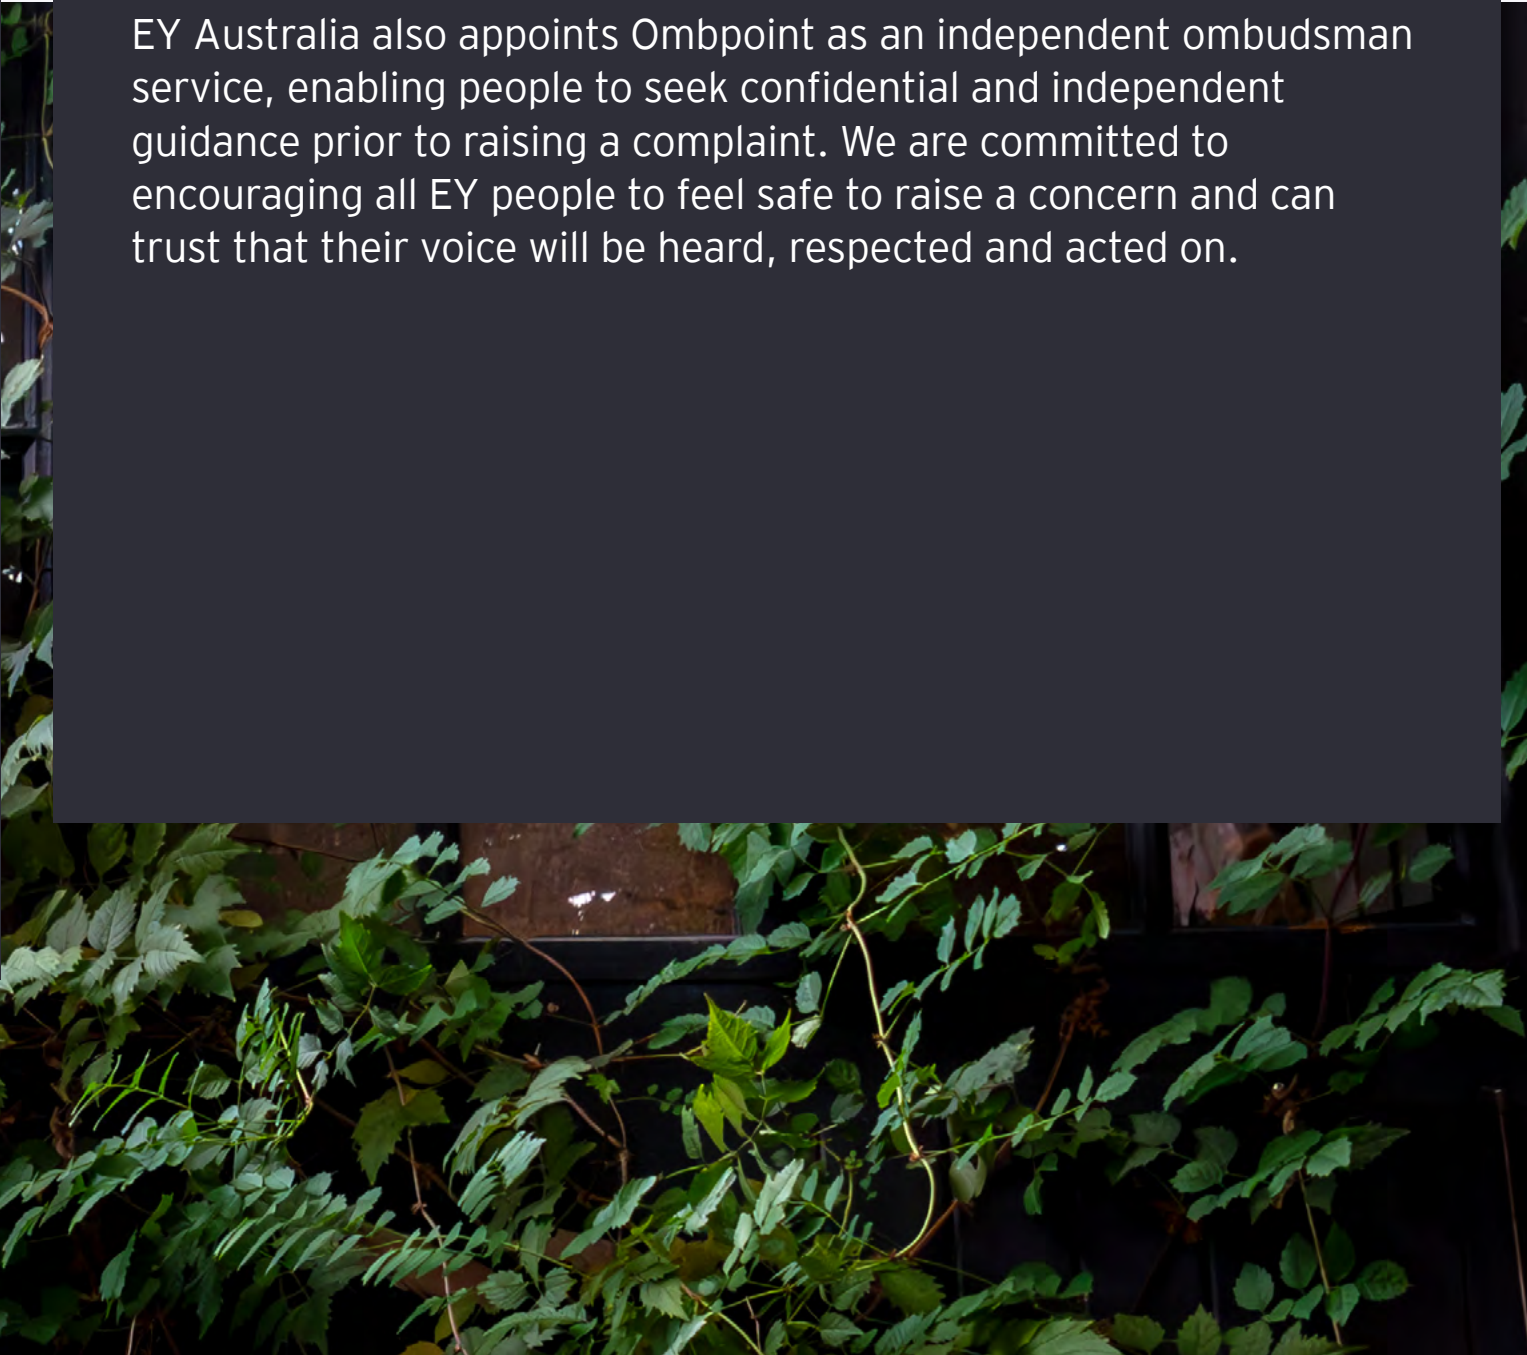 EY Australia also appoints Ombpoint as an independent ombudsman
service, enabling people to seek confidential and independent
guidance prior to raising a complaint. We are committed to
encouraging all EY people to feel safe to raise a concern and can
trust that their voice will be heard, respected and acted on.